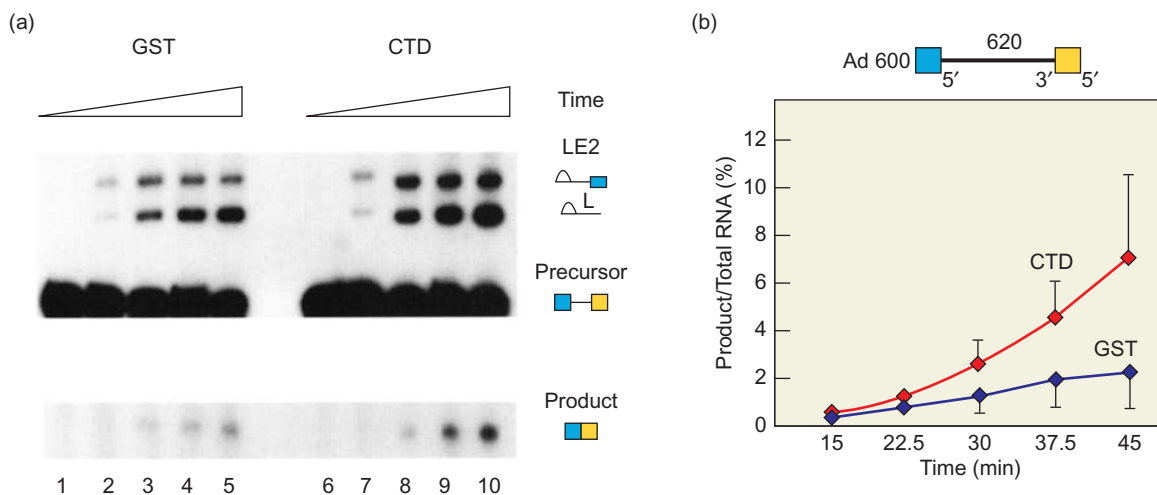 (a)
GST CTD
Time
LE2
L
Precursor
Product
1 2 3 4 5 6 7 8 9 10
(b)
620
Ad 600
5′ 3′ 5′
12
10
8
6
4
2
0
Product/Total RNA (%)
CTD
GST
15 22.5 30 37.5 45
Time (min)